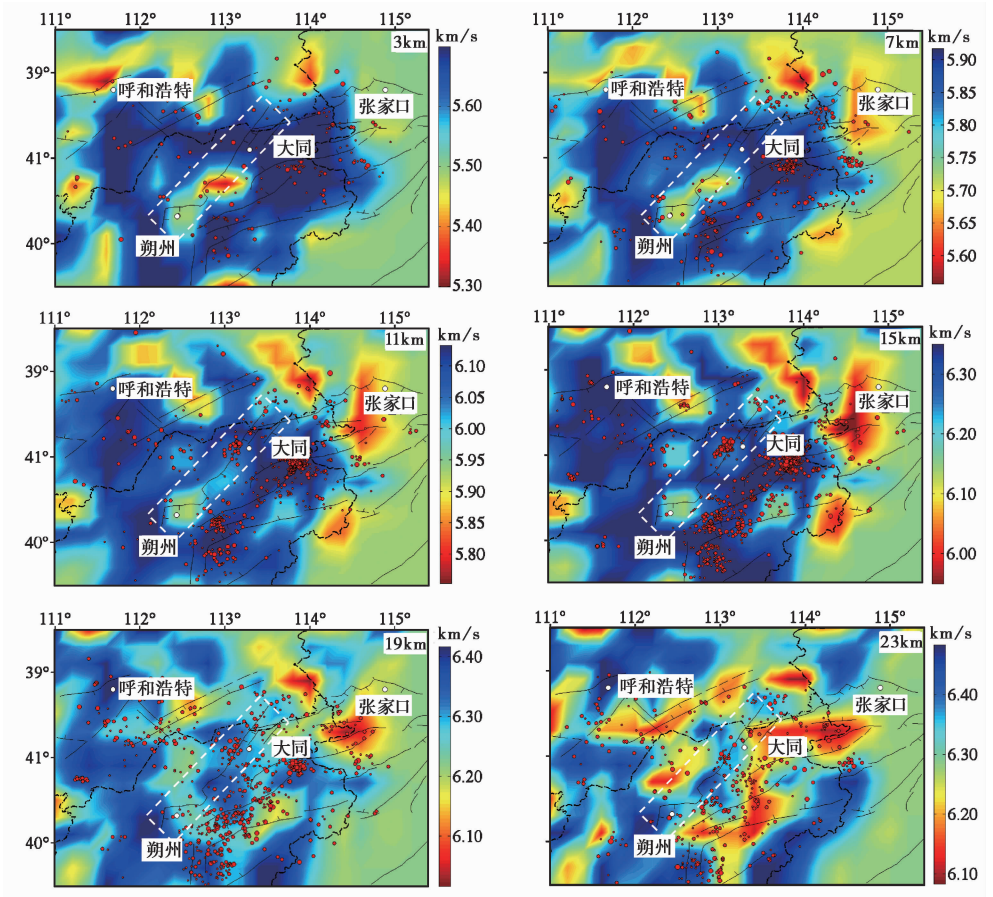 111° 112° 113° 114° 115°
km/s
3km
39°
呼和浩特
张家口
5.60
大同
41°
5.50
5.40
朔州
40°
5.30
111° 112° 113° 114° 115°
km/s
7km
5.90
呼和浩特
张家口
5.85
5.80
大同
5.75
5.70
5.65
朔州
5.60
111° 112° 113° 114° 115°
km/s
11km
6.10
39°
呼和浩特
张家口
6.05
6.00
大同
41°
5.95
5.90
5.85
朔州
40°
5.80
111° 112° 113° 114° 115°
km/s
15km
6.30
呼和浩特
张家口
6.20
大同
6.10
朔州
6.00
111° 112° 113° 114° 115°
km/s
19km
6.40
39°
呼和浩特
张家口
6.30
大同
41°
6.20
6.10
朔州
40°
111° 112° 113° 114° 115°
km/s
23km
6.40
呼和浩特
张家口
6.30
大同
6.20
朔州
6.10